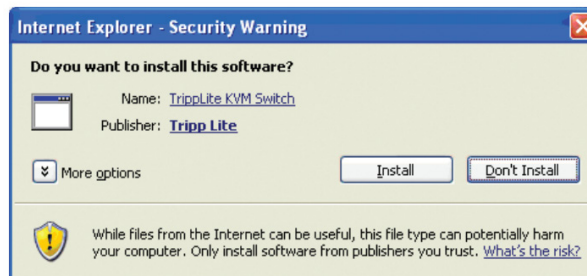 Internet Explorer - Security Warning
Do you want to install this software?
Name: TrippLite KVM Switch
Publisher: Tripp Lite
More options
Install
Don't Install
While files from the Internet can be useful, this file type can potentially harm
your computer. Only install software from publishers you trust. What's the risk?